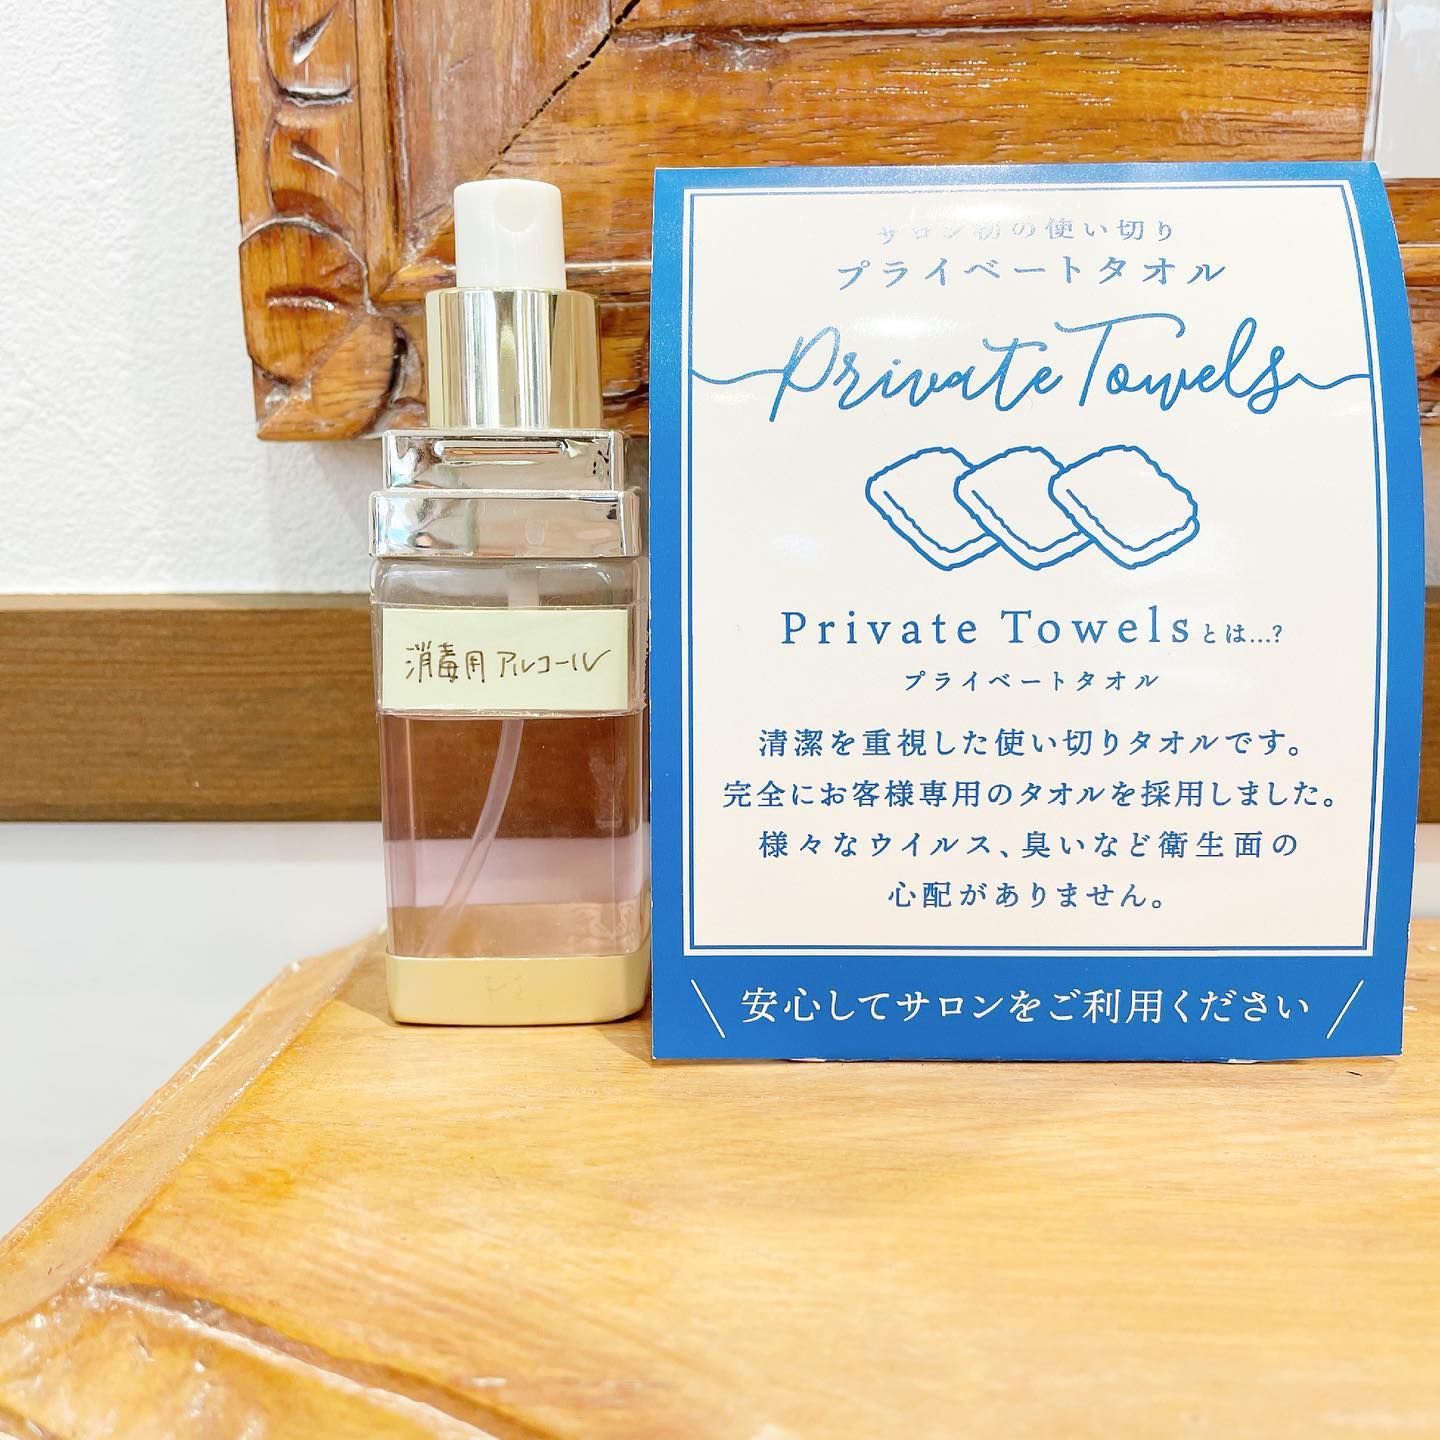 消毒用アルコール
サロン初の使い切り
プライベートタオル
Private Towels
Private Towelsとは...?
プライベートタオル
清潔を重視した使い切りタオルです。
完全にお客様専用のタオルを採用しました。
様々なウイルス、臭いなど衛生面の
心配がありません。
安心してサロンをご利用ください